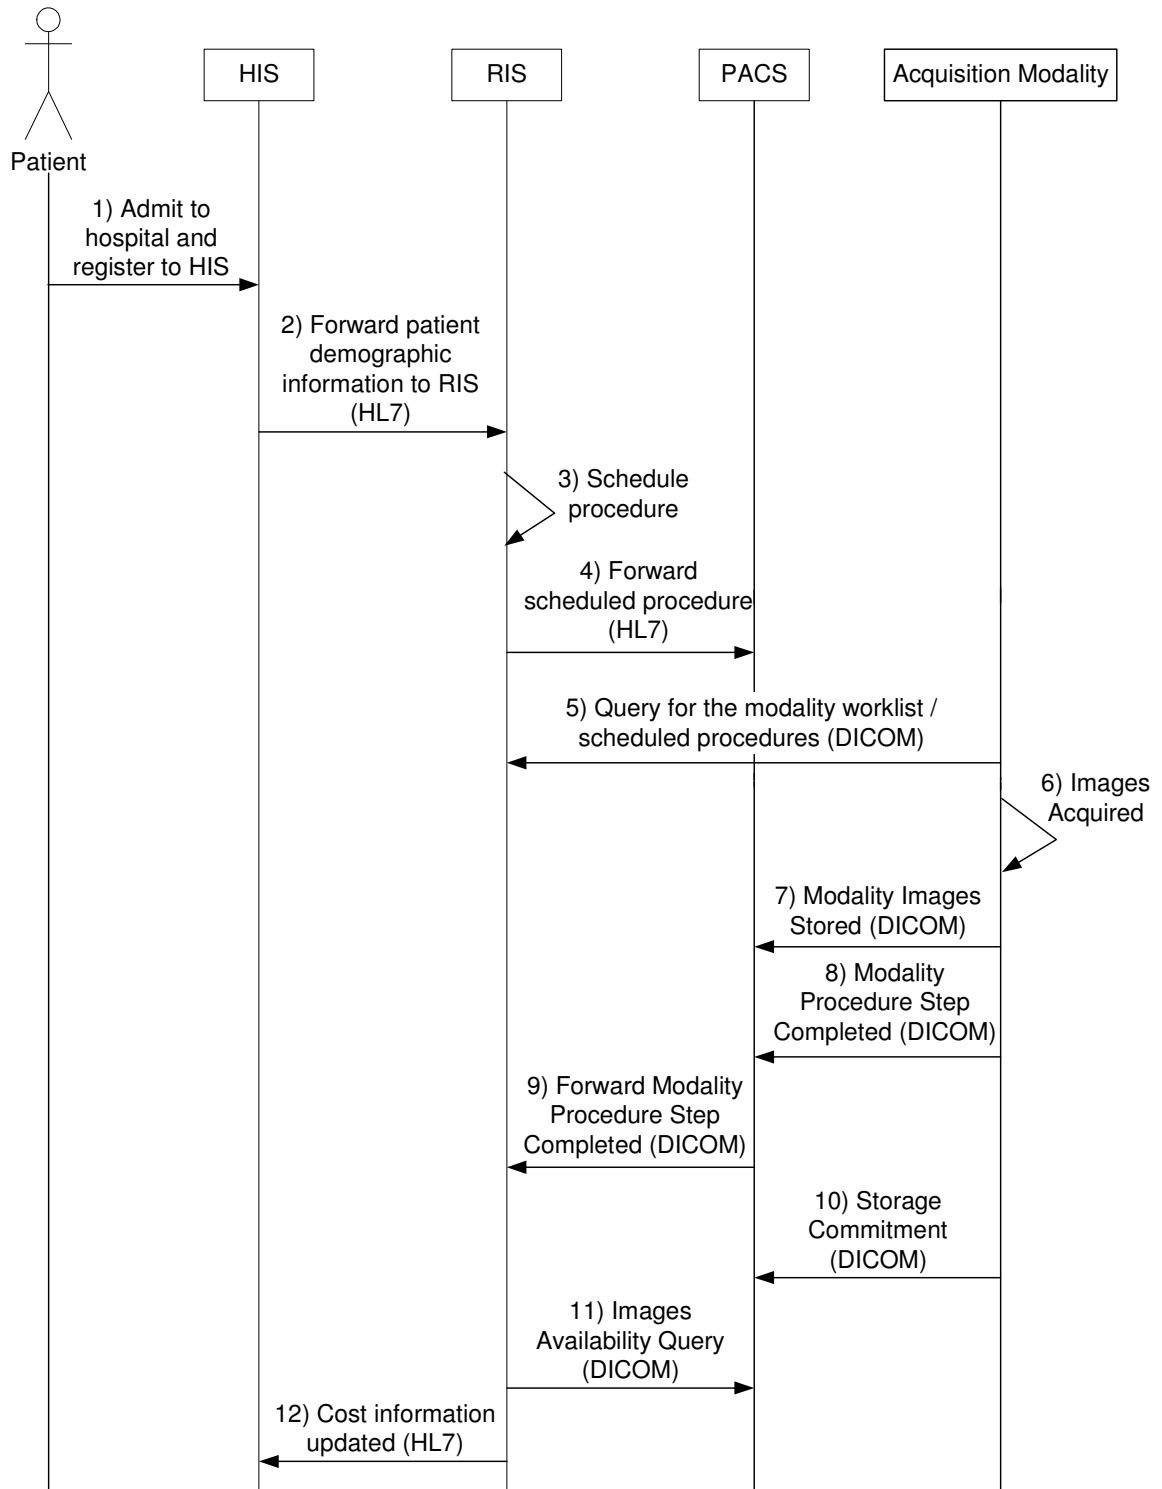 HIS
RIS
PACS
Acquisition Modality
Patient
1) Admit to
hospital and
register to HIS
2) Forward patient
demographic
information to RIS
(HL7)
3) Schedule
procedure
4) Forward
scheduled procedure
(HL7)
5) Query for the modality worklist /
scheduled procedures (DICOM)
6) Images
Acquired
7) Modality Images
Stored (DICOM)
8) Modality
Procedure Step
Completed (DICOM)
9) Forward Modality
Procedure Step
Completed (DICOM)
10) Storage
Commitment
(DICOM)
11) Images
Availability Query
(DICOM)
12) Cost information
updated (HL7)